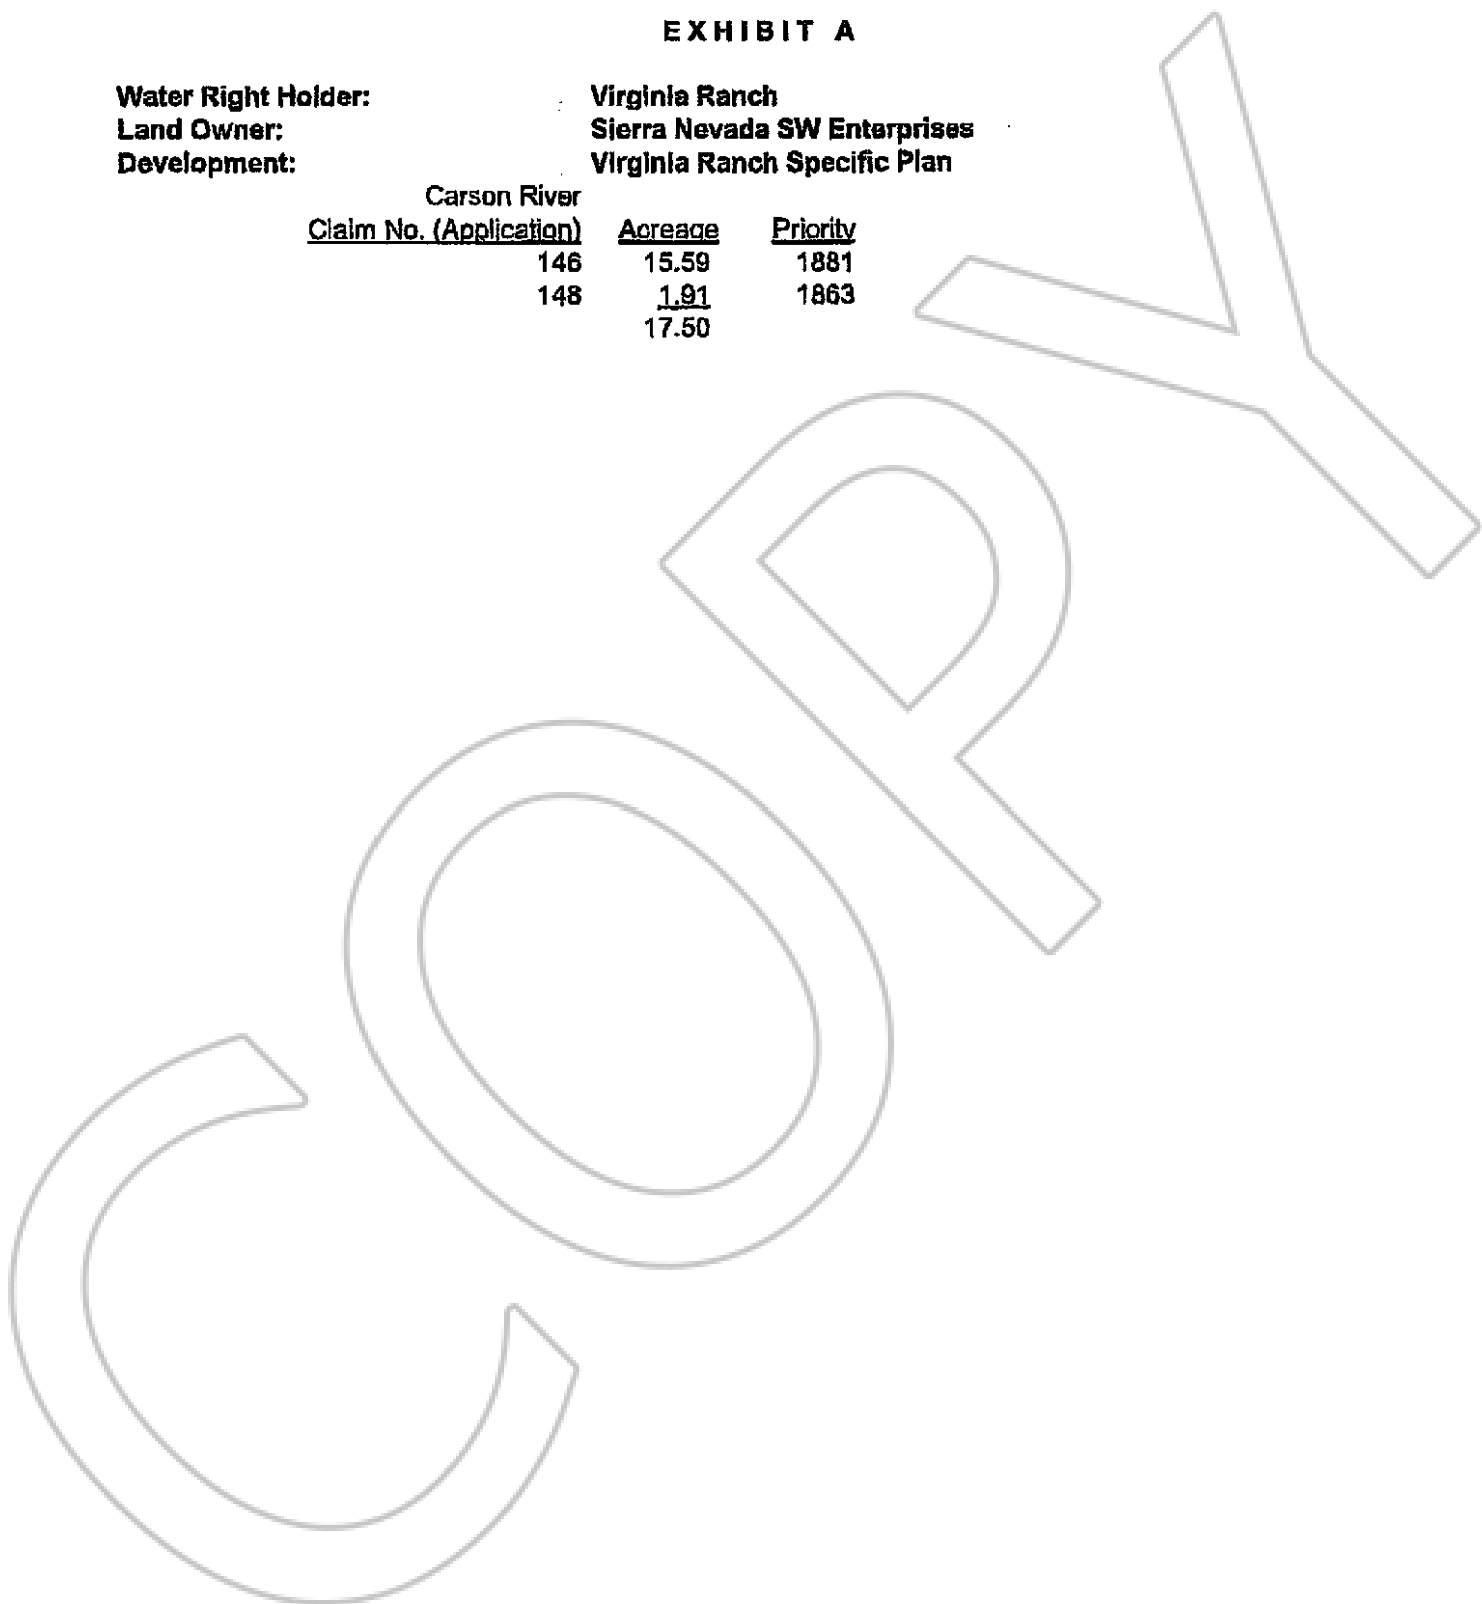 EXHIBIT A
Water Right Holder: Virginia Ranch
Land Owner: Sierra Nevada SW Enterprises
Development: Virginia Ranch Specific Plan
Carson River
Claim No. (Application) Acreage Priority
146 15.59 1881
148 1.91 1863
17.50
COPY